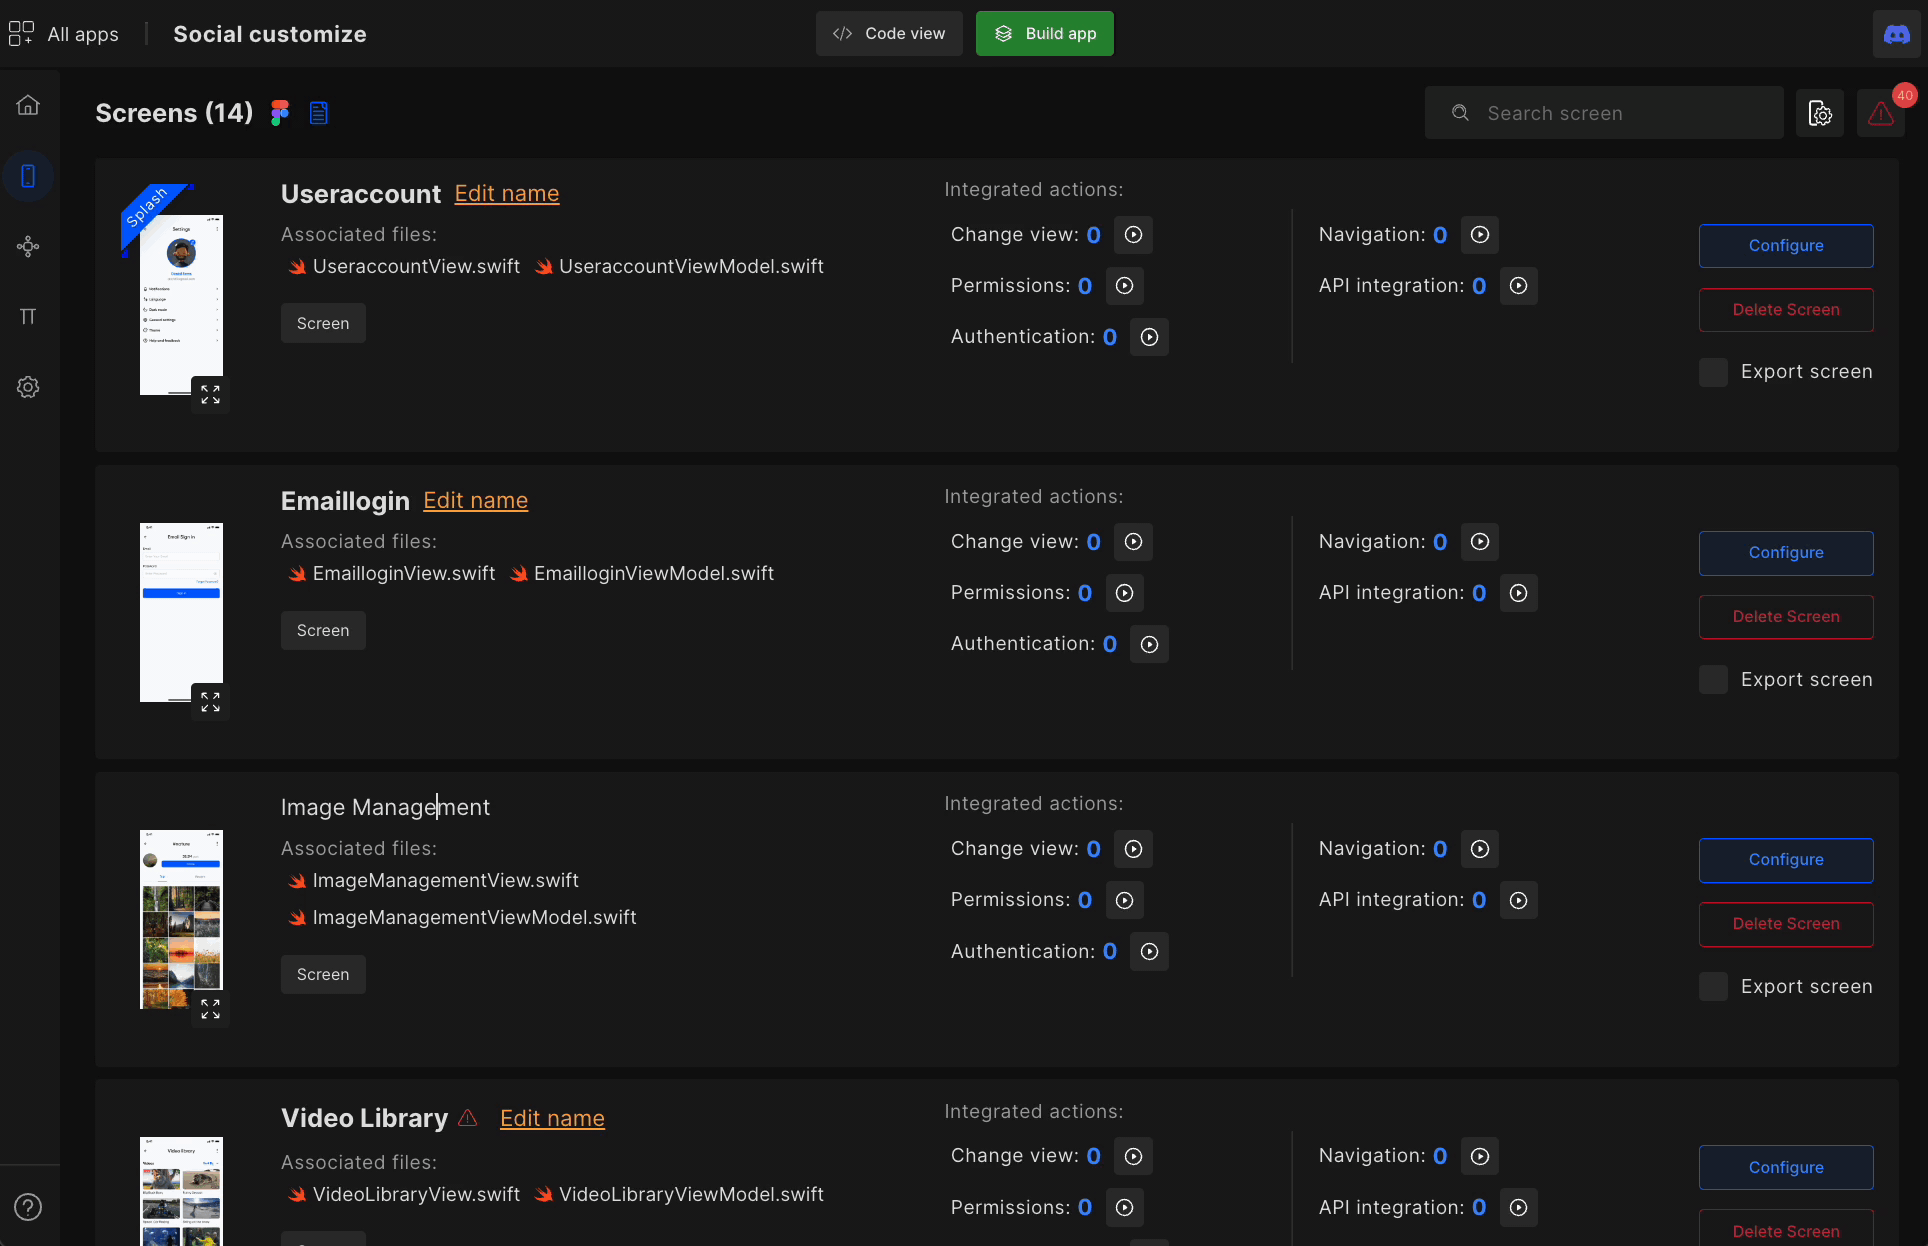 All apps
Social customize
Code view
Build app
Screens (14)
Search screen
40
Splash
Settings
Useraccount Edit name
Associated files:
UseraccountView.swift UseraccountViewModel.swift
Screen
Integrated actions:
Change view: 0
Permissions: 0
Authentication: 0
Navigation: 0
API integration: 0
Configure
Delete Screen
Export screen
Email Sign In
Emaillogin Edit name
Associated files:
EmailloginView.swift EmailloginViewModel.swift
Screen
Integrated actions:
Change view: 0
Permissions: 0
Authentication: 0
Navigation: 0
API integration: 0
Configure
Delete Screen
Export screen
Image Management
Associated files:
ImageManagementView.swift
ImageManagementViewModel.swift
Screen
Integrated actions:
Change view: 0
Permissions: 0
Authentication: 0
Navigation: 0
API integration: 0
Configure
Delete Screen
Export screen
Video library
Video Library Edit name
Associated files:
VideoLibraryView.swift VideoLibraryViewModel.swift
Integrated actions:
Change view: 0
Permissions: 0
Navigation: 0
API integration: 0
Configure
Delete Screen